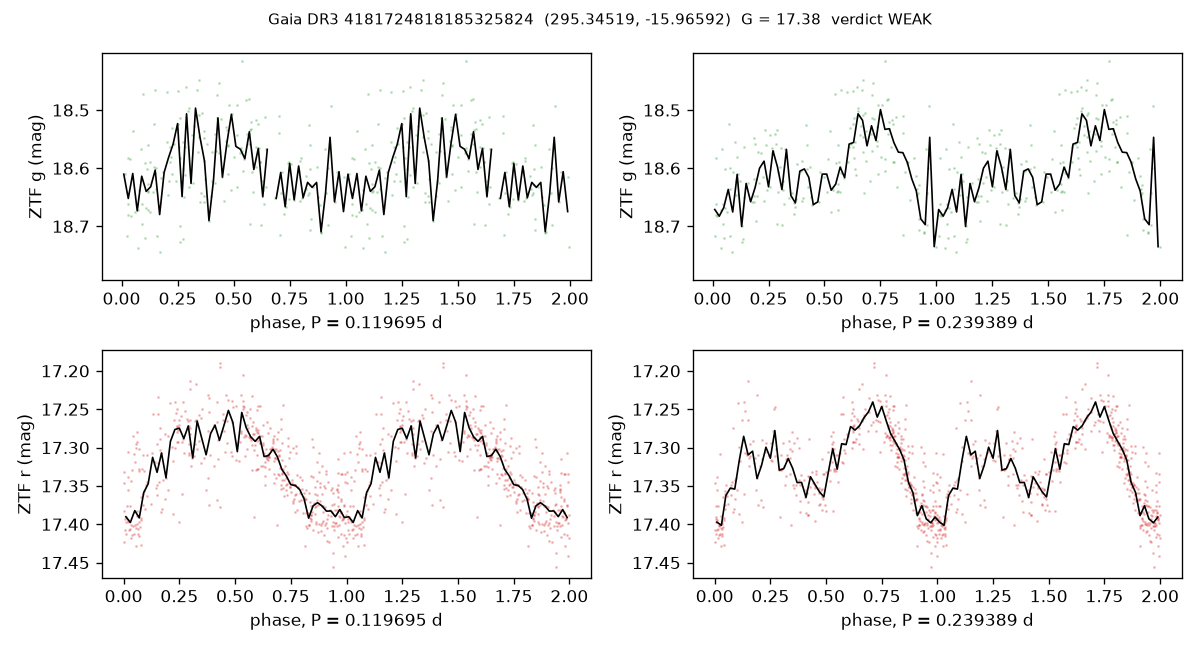 Gaia DR3 4181724818185325824  (295.34519, -15.96592)  G = 17.38  verdict WEAK
ZTF g (mag)
18.5
18.6
18.7
0.00 0.25 0.50 0.75 1.00 1.25 1.50 1.75 2.00
phase, P = 0.119695 d
ZTF g (mag)
18.5
18.6
18.7
0.00 0.25 0.50 0.75 1.00 1.25 1.50 1.75 2.00
phase, P = 0.239389 d
ZTF r (mag)
17.20
17.25
17.30
17.35
17.40
17.45
0.00 0.25 0.50 0.75 1.00 1.25 1.50 1.75 2.00
phase, P = 0.119695 d
ZTF r (mag)
17.20
17.25
17.30
17.35
17.40
17.45
0.00 0.25 0.50 0.75 1.00 1.25 1.50 1.75 2.00
phase, P = 0.239389 d